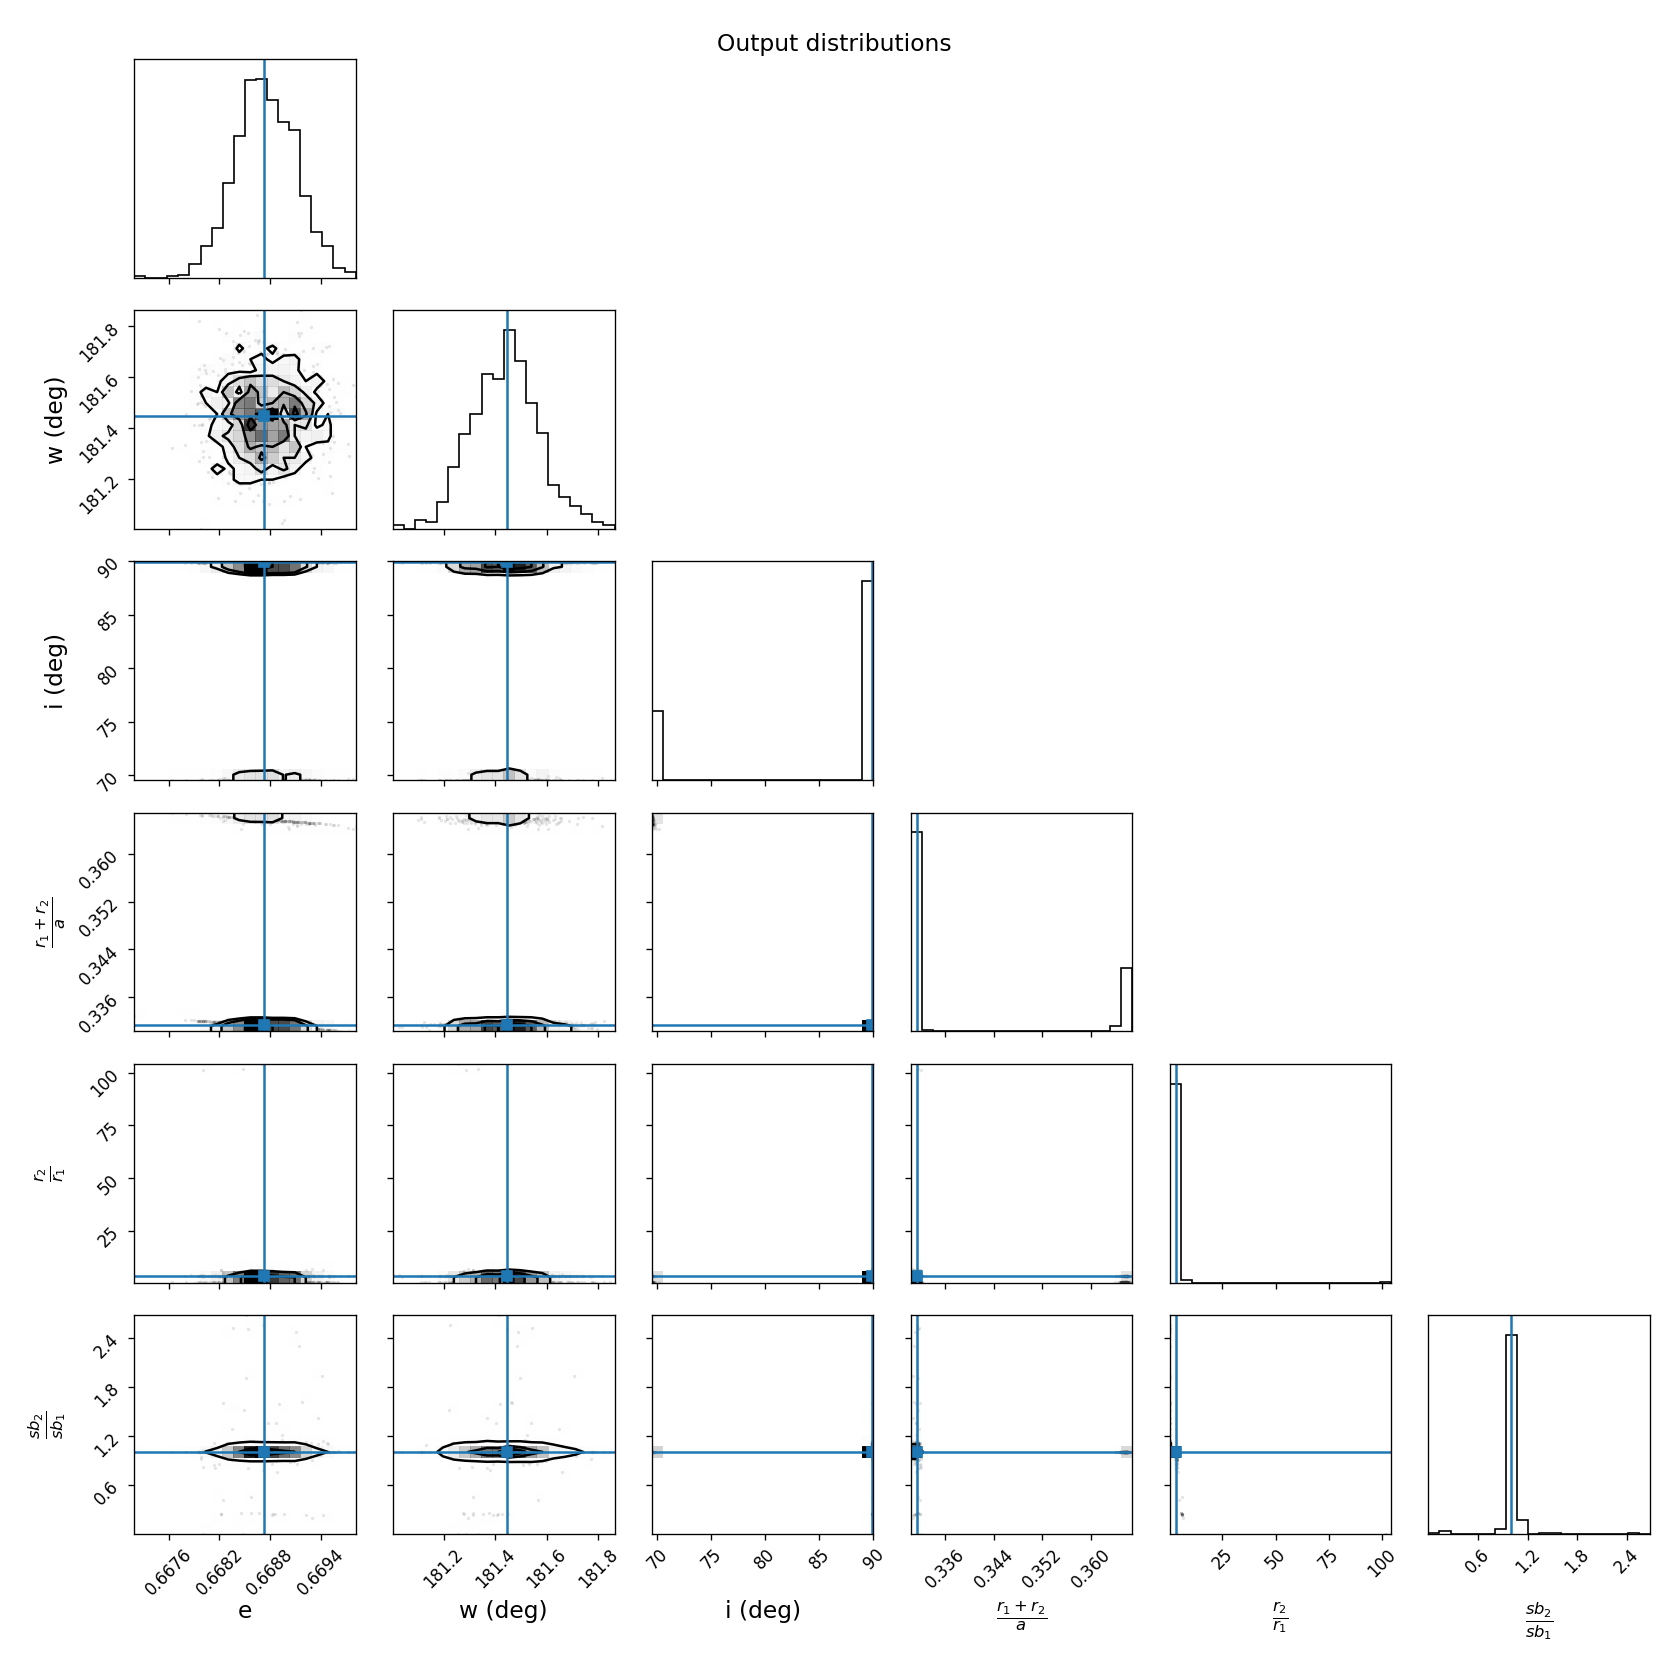 Output distributions
w (deg)
181.8
181.6
181.4
181.2
i (deg)
90
85
80
75
70
r₁ + r₂
a
0.360
0.352
0.344
0.336
r₂
r₁
100
75
50
25
sb₂
sb₁
2.4
1.8
1.2
0.6
0.6676 0.6682 0.6688 0.6694 181.2 181.4 181.6 181.8 70 75 80 85 90 0.336 0.344 0.352 0.360 25 50 75 100 0.6 1.2 1.8 2.4
e w (deg) i (deg)
r₁ + r₂ r₂ sb₂
a r₁ sb₁